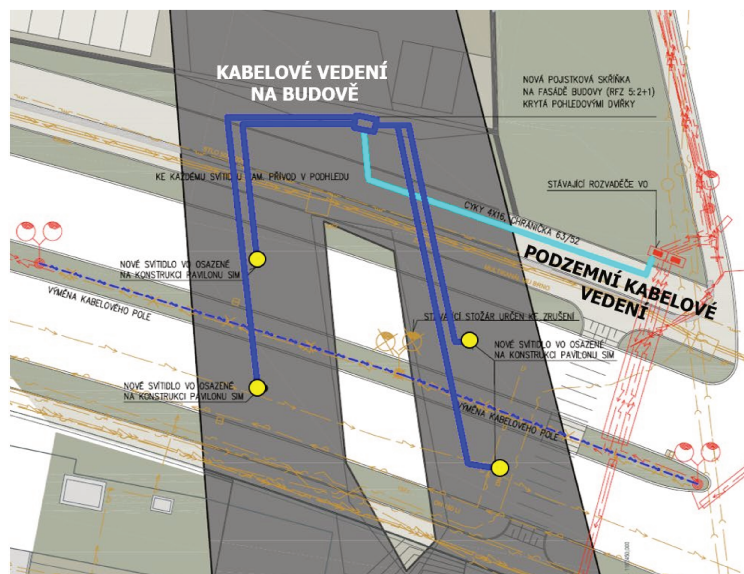 KABELOVÉ VEDENÍ
NA BUDOVĚ
NOVÁ POJISTKOVÁ SKŘÍŇKA
NA FASÁDĚ BUDOVY (RFZ 5:2+1)
KRYTÁ POHLEDOVÝMI DVÍŘKY
KE KAŽDÉMU SVÍTIDLU SAM. PŘÍVOD V PODHLEDU
STÁVAJÍCÍ ROZVADĚČE VO
CYKY 4X16, CHRÁNIČKA 63/52
PODZEMNÍ KABELOVÉ
VEDENÍ
NOVÉ SVÍTIDLO VO OSAZENÉ
NA KONSTRUKCI PAVILONU SIM
VÝMĚNA KABELOVÉHO POLE
STÁVAJÍCÍ STOŽÁR URČEN KE ZRUŠENÍ
NOVÉ SVÍTIDLO VO OSAZENÉ
NA KONSTRUKCI PAVILONU SIM
NOVÉ SVÍTIDLO VO OSAZENÉ
NA KONSTRUKCI PAVILONU SIM
VÝMĚNA KABELOVÉHO POLE